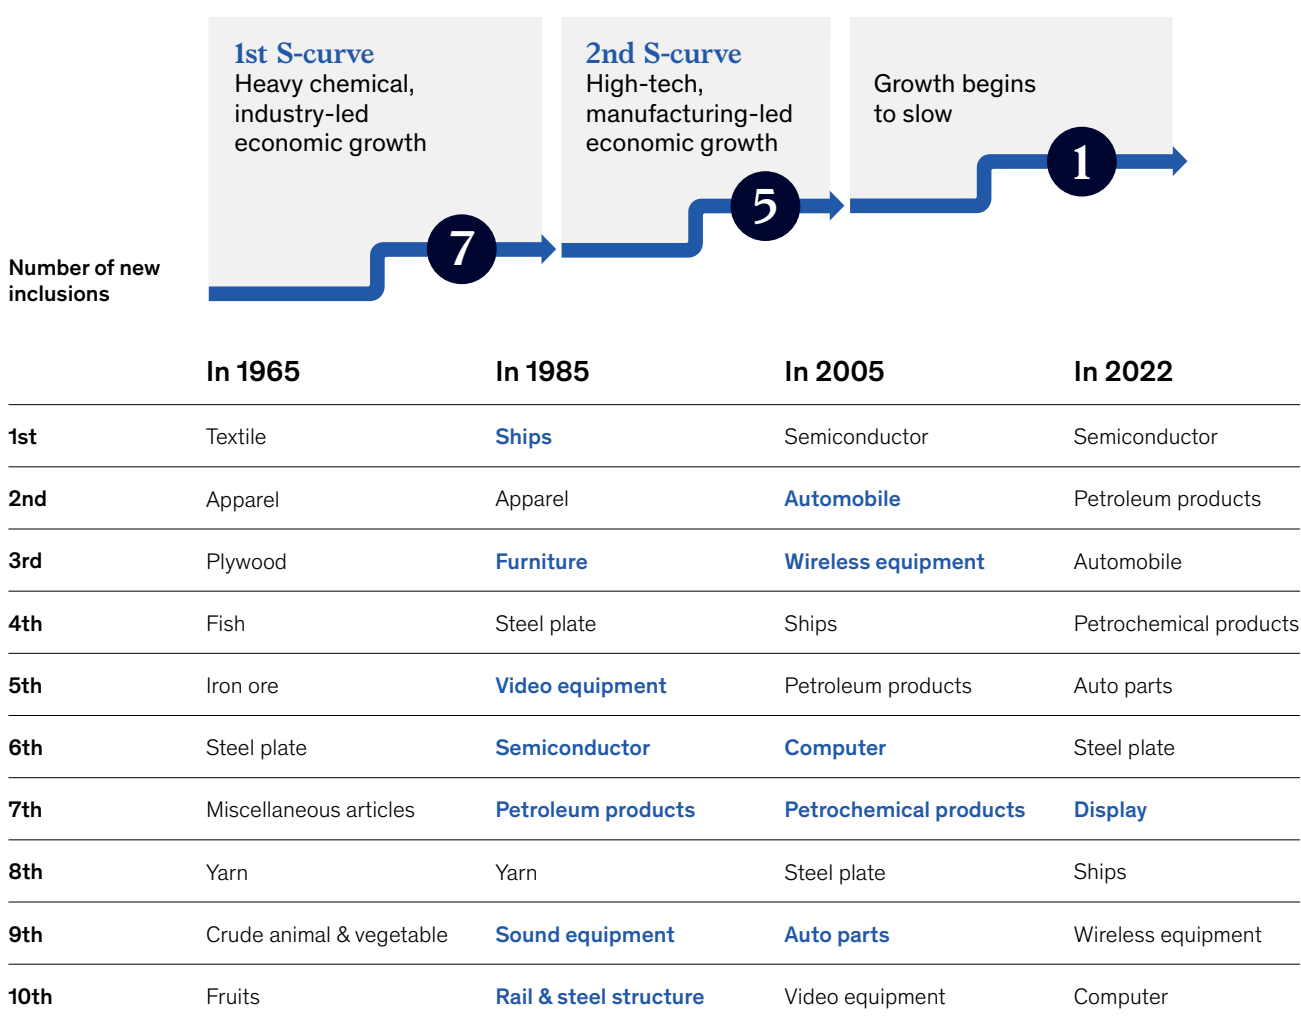 1st S-curve
Heavy chemical,
industry-led
economic growth
2nd S-curve
High-tech,
manufacturing-led
economic growth
Growth begins
to slow
7
5
1
Number of new
inclusions
In 1965 In 1985 In 2005 In 2022
1st Textile Ships Semiconductor Semiconductor
2nd Apparel Apparel Automobile Petroleum products
3rd Plywood Furniture Wireless equipment Automobile
4th Fish Steel plate Ships Petrochemical products
5th Iron ore Video equipment Petroleum products Auto parts
6th Steel plate Semiconductor Computer Steel plate
7th Miscellaneous articles Petroleum products Petrochemical products Display
8th Yarn Yarn Steel plate Ships
9th Crude animal & vegetable Sound equipment Auto parts Wireless equipment
10th Fruits Rail & steel structure Video equipment Computer